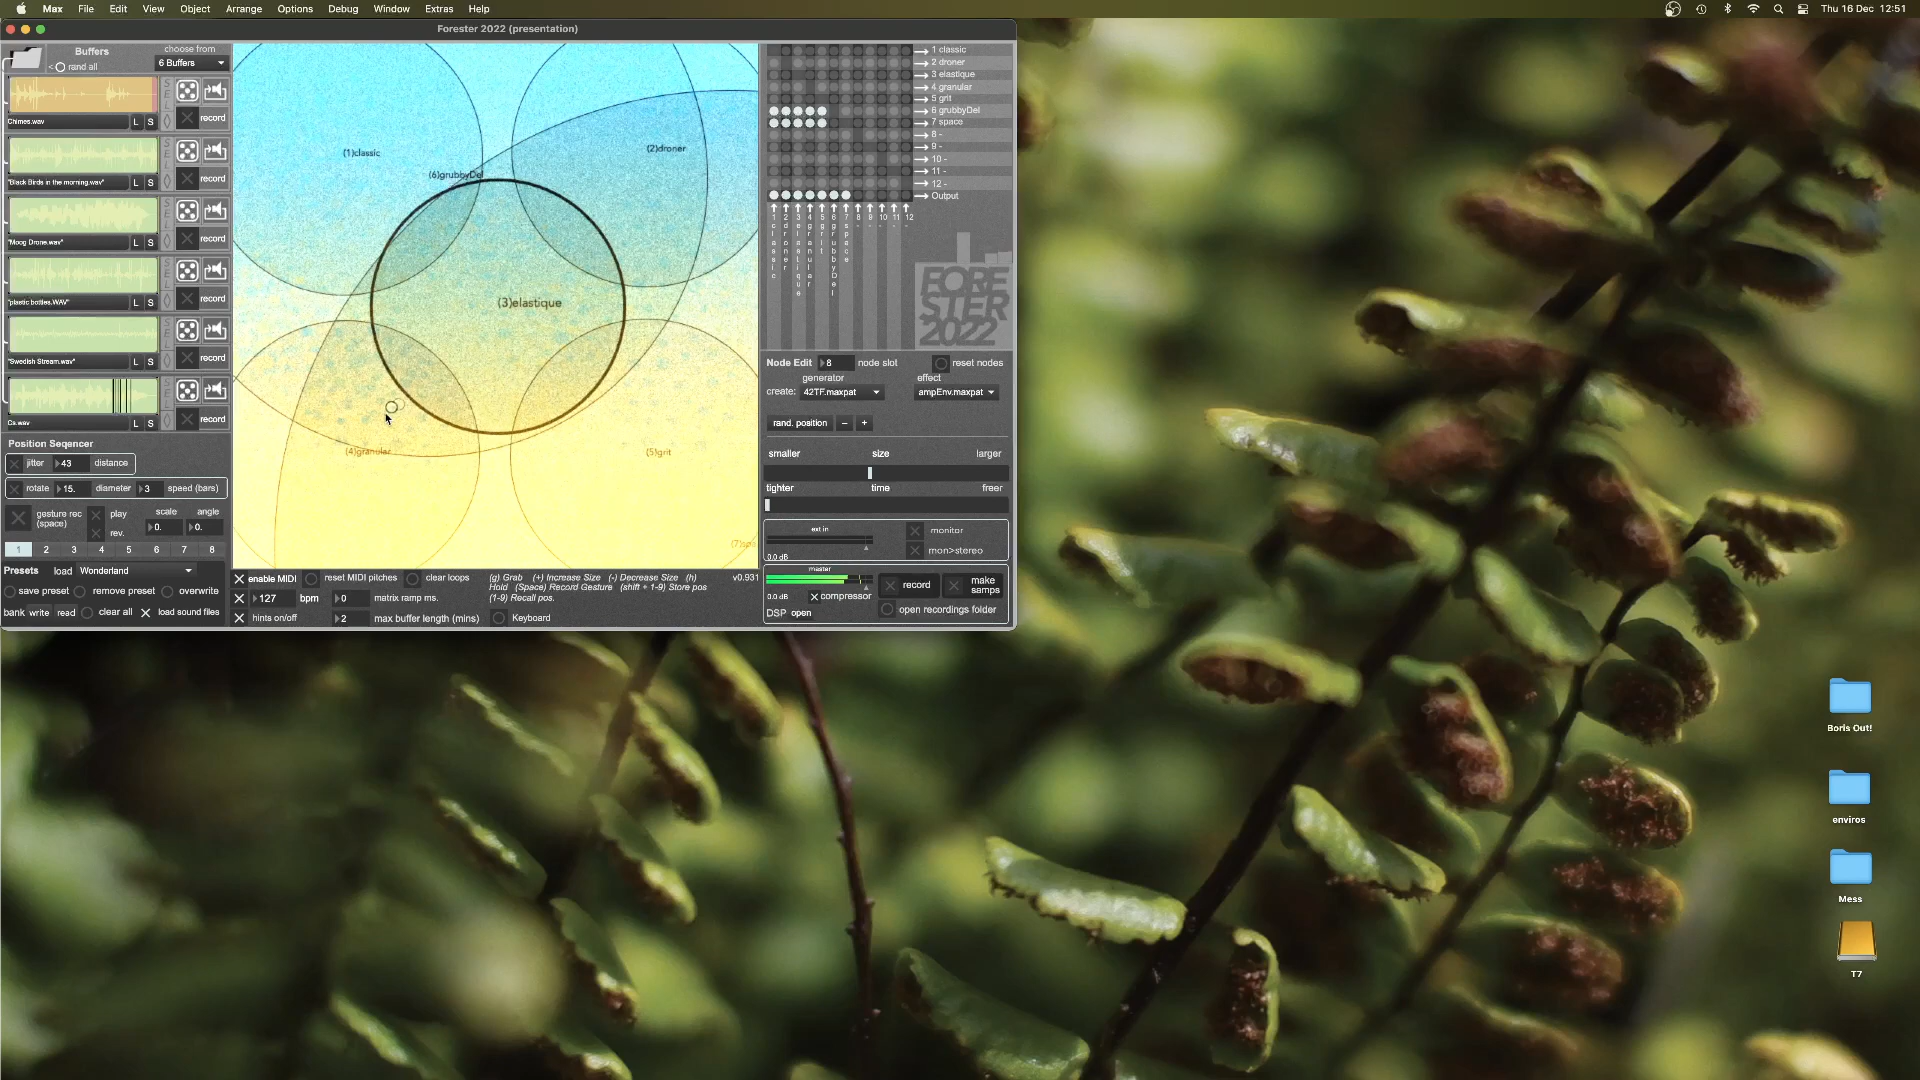 Max File Edit View Object Arrange Options Debug Window Extras Help
Thu 16 Dec 12:51
Forester 2022 (presentation)
Buffers
choose from
< rand all
6 Buffers
Chimes.wav
L S
record
"Black Birds in the morning.wav"
L S
record
"Moog Drone.wav"
L S
record
"plastic bottles.WAV"
L S
record
"Swedish Stream.wav"
L S
record
Cs.wav
L S
record
Position Seqencer
jitter 43 distance
rotate 15. diameter 3 speed (bars)
gesture rec (space)
play
rev.
scale
0.
angle
0.
1 2 3 4 5 6 7 8
Presets load Wonderland
save preset remove preset overwrite
bank write read clear all load sound files
(1)classic
(2)droner
(6)grubbyDel
(3)elastique
(4)granular
(5)grit
enable MIDI reset MIDI pitches clear loops
127 bpm 0 matrix ramp ms.
hints on/off 2 max buffer length (mins) Keyboard
(g) Grab (+) Increase Size (-) Decrease Size (h)
Hold (Space) Record Gesture (shift + 1-9) Store pos
(1-9) Recall pos.
v0.931
1 classic
2 droner
3 elastique
4 granular
5 grit
6 grubbyDel
7 space
8 -
9 -
10 -
11 -
12 -
Output
1 2 3 4 5 6 7 8 9 10 11 12
classic
droner
elastique
granular
grit
grubbyDel
space
FORE
STER
2022
Node Edit 8 node slot reset nodes
generator effect
create: 42TF.maxpat ampEnv.maxpat
rand. position - +
smaller size larger
tighter time freer
ext in
0.0 dB
monitor
mon>stereo
master
0.0 dB
compressor
DSP open
record
make samps
open recordings folder
Boris Out!
enviros
Mess
T7